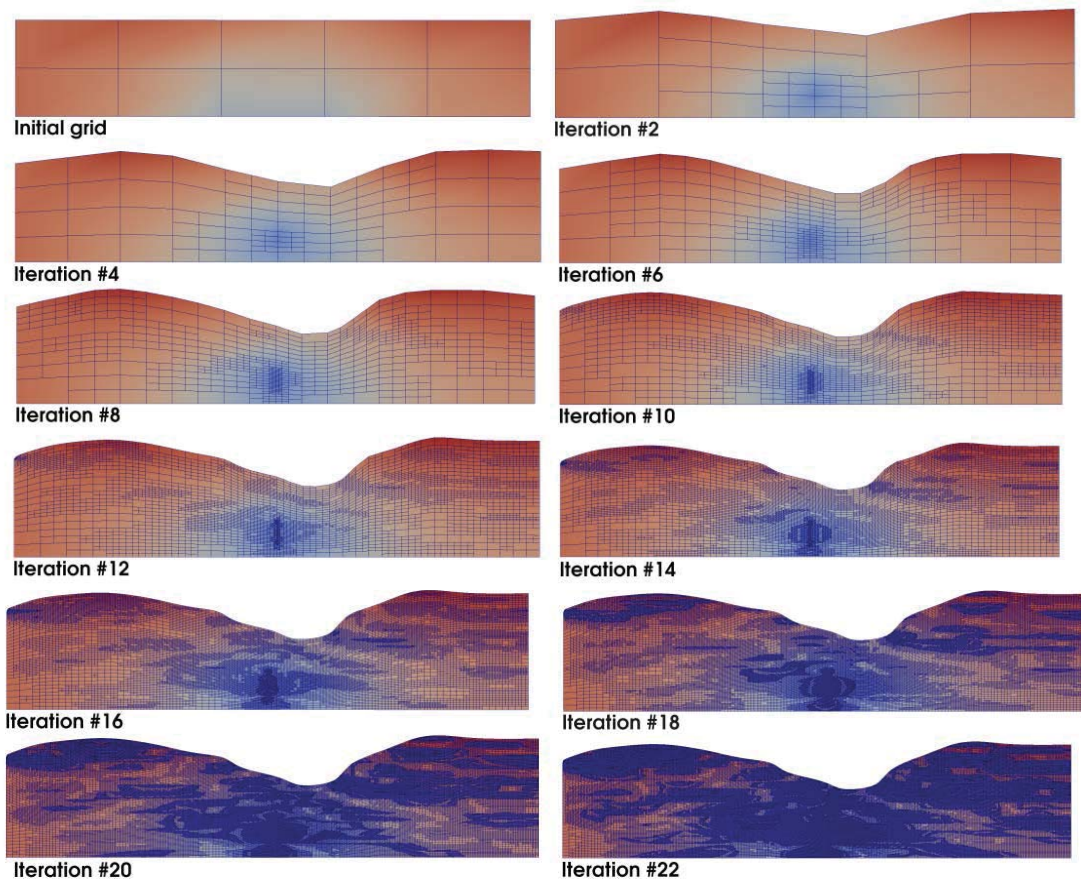 Initial grid
Iteration #2
Iteration #4
Iteration #6
Iteration #8
Iteration #10
Iteration #12
Iteration #14
Iteration #16
Iteration #18
Iteration #20
Iteration #22